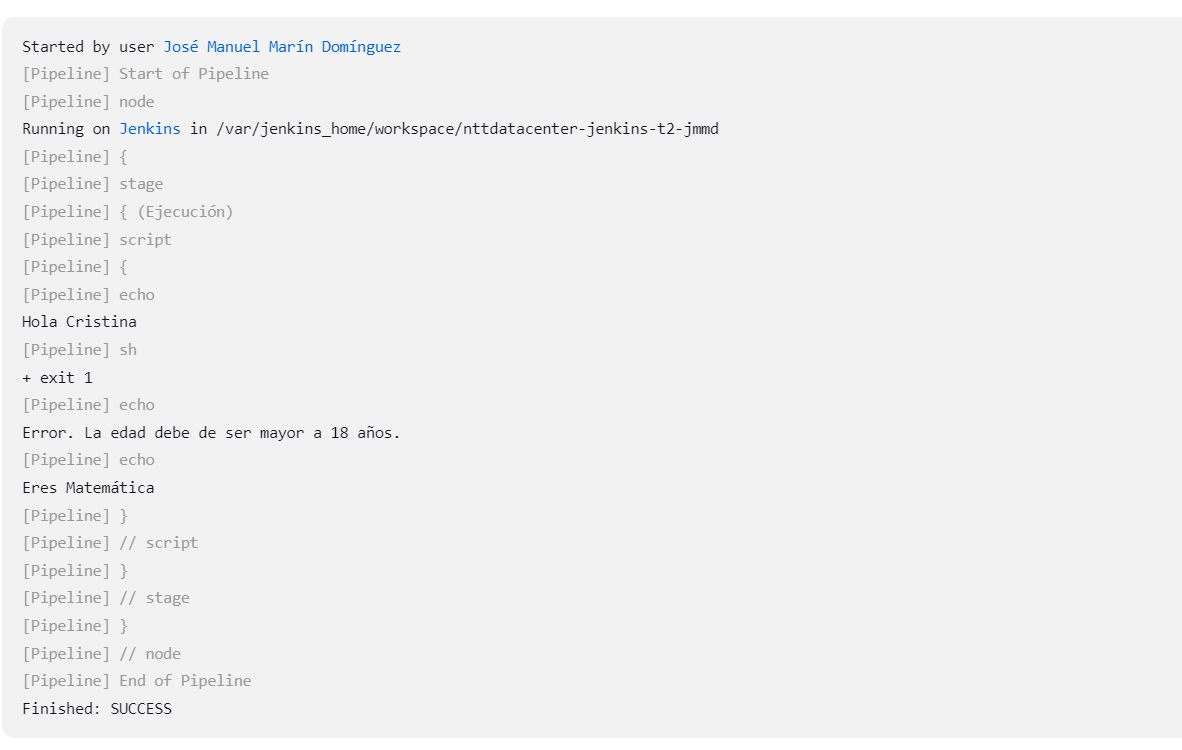 Started by user José Manuel Marín Domínguez
[Pipeline] Start of Pipeline
[Pipeline] node
Running on Jenkins in /var/jenkins_home/workspace/nttdatacenter-jenkins-t2-jmmd
[Pipeline] {
[Pipeline] stage
[Pipeline] { (Ejecución)
[Pipeline] script
[Pipeline] {
[Pipeline] echo
Hola Cristina
[Pipeline] sh
+ exit 1
[Pipeline] echo
Error. La edad debe de ser mayor a 18 años.
[Pipeline] echo
Eres Matemática
[Pipeline] }
[Pipeline] // script
[Pipeline] }
[Pipeline] // stage
[Pipeline] }
[Pipeline] // node
[Pipeline] End of Pipeline
Finished: SUCCESS